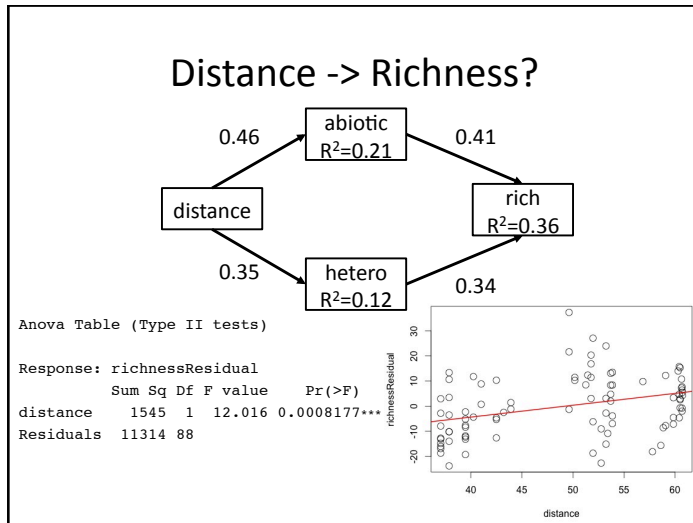 Distance -> Richness?
0.46
abiotic
R²=0.21
0.41
distance
rich
R²=0.36
0.35
hetero
R²=0.12
0.34
Anova Table (Type II tests)
Response: richnessResidual
Sum Sq Df F value Pr(>F)
distance 1545 1 12.016 0.0008177***
Residuals 11314 88
richnessResidual
30
20
10
0
-10
-20
40 45 50 55 60
distance